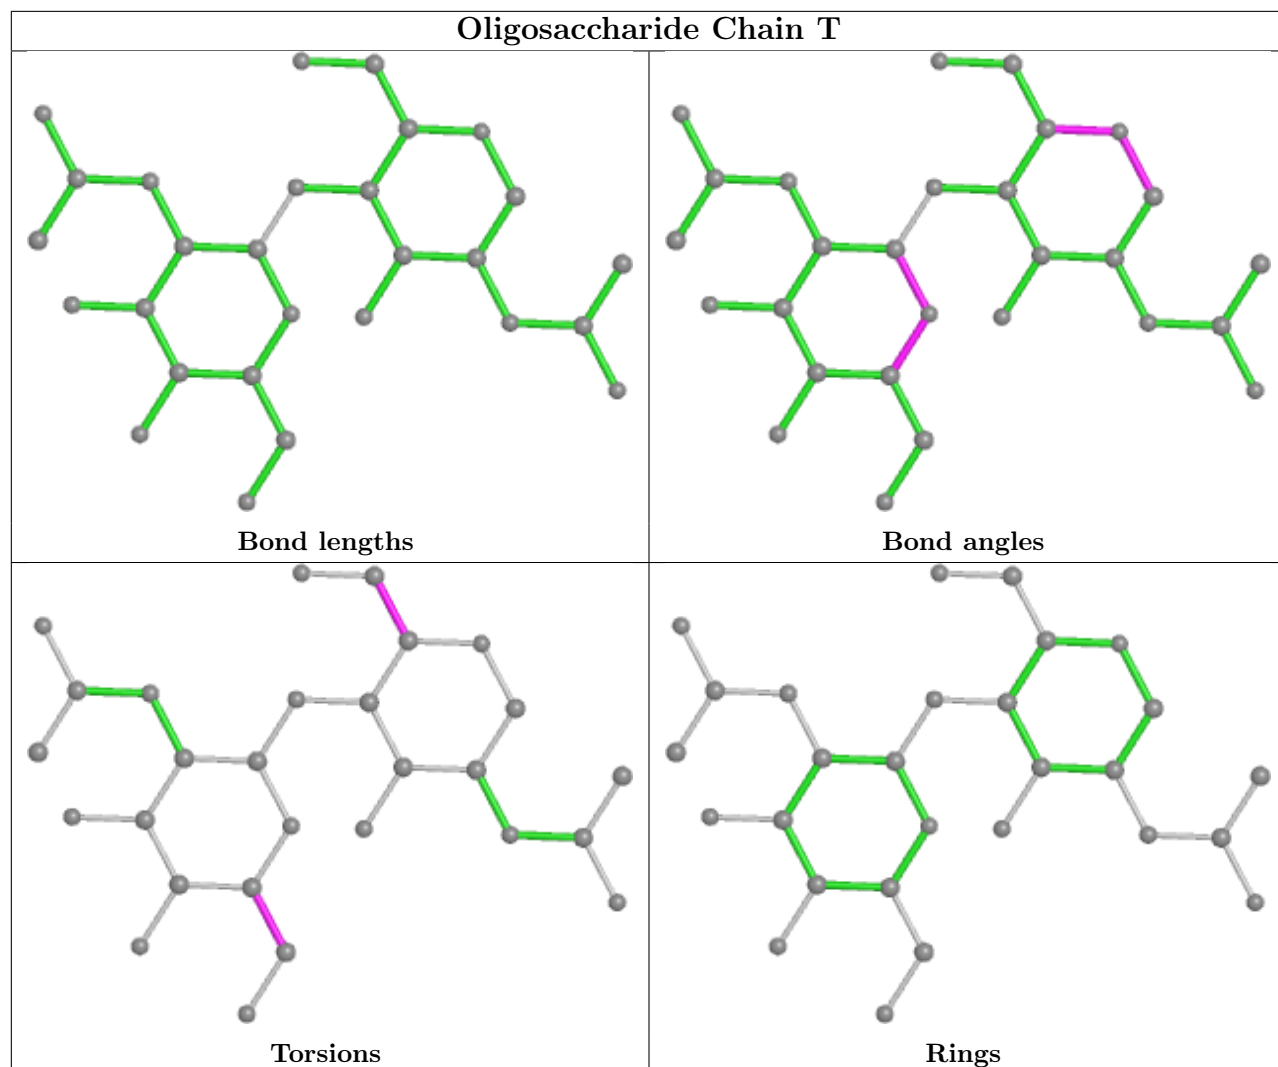 Oligosaccharide Chain T
Bond lengths
Bond angles
Torsions
Rings